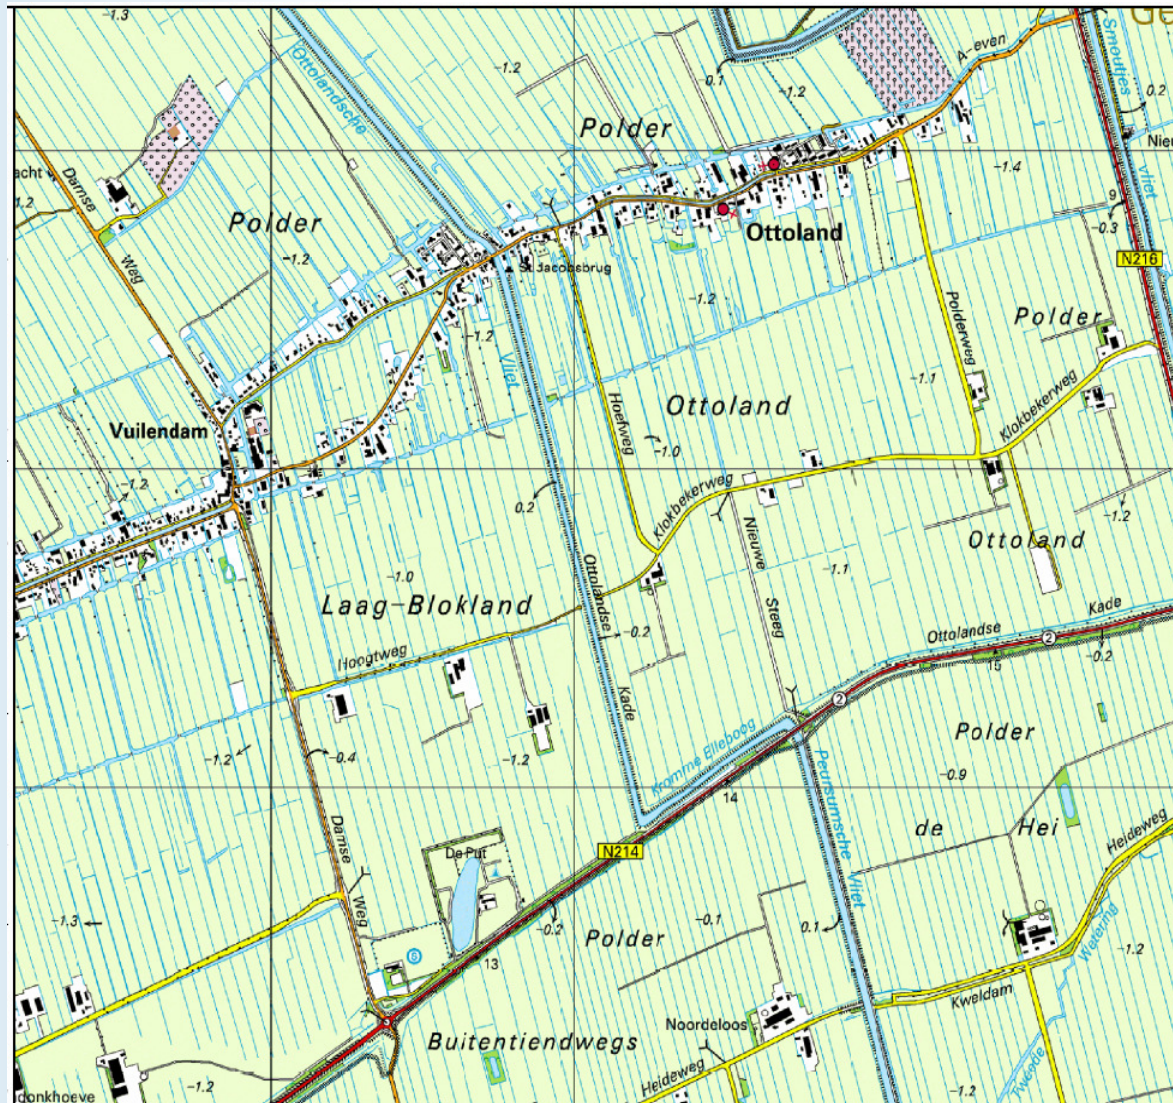 -1.3
Ge
Ottolandsche
-1.2
0.1
-1.2
A-even
Smoutjes
0.2
Polder
Nieu
acht
-1.2
Damse
-1.4
vliet
9
-0.3
N216
Polder
Ottoland
-1.2
Weg
St Jacobsbrug
-1.2
Polder
-1.2
Vliet
Polderweg
-1.1
Klokbekerweg
Vuilendam
Hoefweg
Ottoland
-1.0
-1.2
0.2
Klokbekerweg
-1.2
Nieuwe
Ottoland
-1.1
-1.0
Ottolandse
Laag-Blokland
Steeg
Kade
Ottolandse
2
-0.2
15
-0.2
Hoogtweg
Kade
2
Polder
Kromme Elleboog
Peursumsche
-1.2
-0.4
-1.2
14
-0.9
de Hei
Heideweg
Damse
De Put
N214
Vliet
-1.3
Weg
-0.2
Polder
-0.1
0.1
Wetering
-1.2
6
13
Kweldam
Noordeloos
Buitentiendwegs
Heideweg
Tweede
-1.2
-1.2
donkhoeve